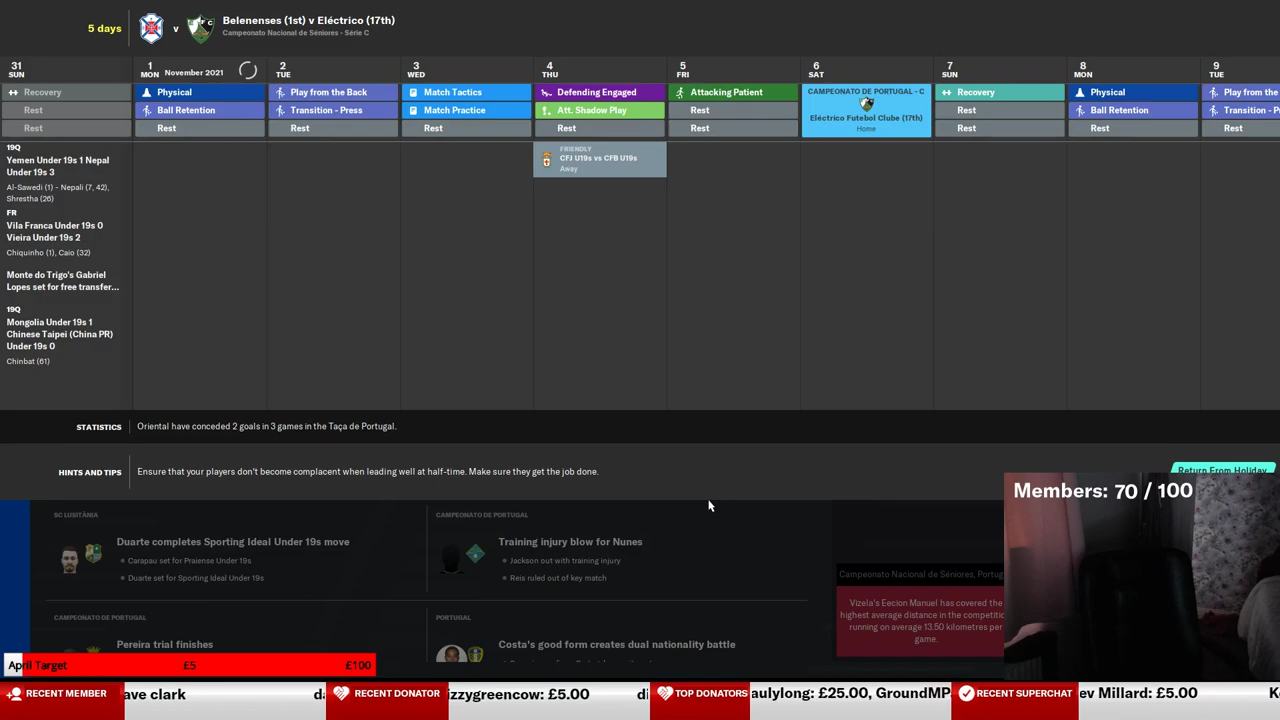 5 days
v
Belenenses (1st) v Eléctrico (17th)
Campeonato Nacional de Séniores - Série C
31
SUN
1
MON
November 2021
2
TUE
3
WED
4
THU
5
FRI
6
SAT
7
SUN
8
MON
9
TUE
Recovery
Rest
Rest
Physical
Ball Retention
Rest
Play from the Back
Transition - Press
Rest
Match Tactics
Match Practice
Rest
Defending Engaged
Att. Shadow Play
Rest
Attacking Patient
Rest
Rest
CAMPEONATO DE PORTUGAL - C
Eléctrico Futebol Clube (17th)
Home
Recovery
Rest
Rest
Physical
Ball Retention
Rest
Play from the
Transition - P
Rest
FRIENDLY
CFJ U19s vs CFB U19s
Away
19Q
Yemen Under 19s 1 Nepal
Under 19s 3
Al-Sawedi (1) - Nepali (7, 42),
Shrestha (26)
FR
Vila Franca Under 19s 0
Vieira Under 19s 2
Chiquinho (1), Caio (32)
Monte do Trigo's Gabriel
Lopes set for free transfer...
19Q
Mongolia Under 19s 1
Chinese Taipei (China PR)
Under 19s 0
Chinbat (61)
STATISTICS
Oriental have conceded 2 goals in 3 games in the Taça de Portugal.
HINTS AND TIPS
Ensure that your players don't become complacent when leading well at half-time. Make sure they get the job done.
Return From Holiday
Members: 70 / 100
SC LUSITÂNIA
Duarte completes Sporting Ideal Under 19s move
Carapau set for Praiense Under 19s
Duarte set for Sporting Ideal Under 19s
CAMPEONATO DE PORTUGAL
Training injury blow for Nunes
Jackson out with training injury
Reis ruled out of key match
Campeonato Nacional de Séniores, Portug
Vizela's Eecion Manuel has covered the
highest average distance in the competitio
running on average 13.50 kilometres per
game.
CAMPEONATO DE PORTUGAL
Pereira trial finishes
PORTUGAL
Costa's good form creates dual nationality battle
April Target
£5
£100
RECENT MEMBER
ave clark
RECENT DONATOR
izzygreencow: £5.00
TOP DONATORS
aulylong: £25.00, GroundMP
RECENT SUPERCHAT
ev Millard: £5.00